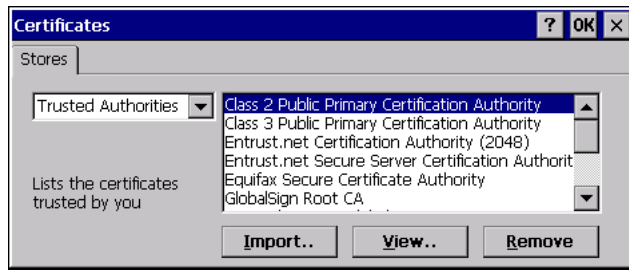 Certificates ? OK ×
Stores
Trusted Authorities
Class 2 Public Primary Certification Authority
Class 3 Public Primary Certification Authority
Entrust.net Certification Authority (2048)
Entrust.net Secure Server Certification Authorit
Equifax Secure Certificate Authority
GlobalSign Root CA
Lists the certificates
trusted by you
Import.. View.. Remove